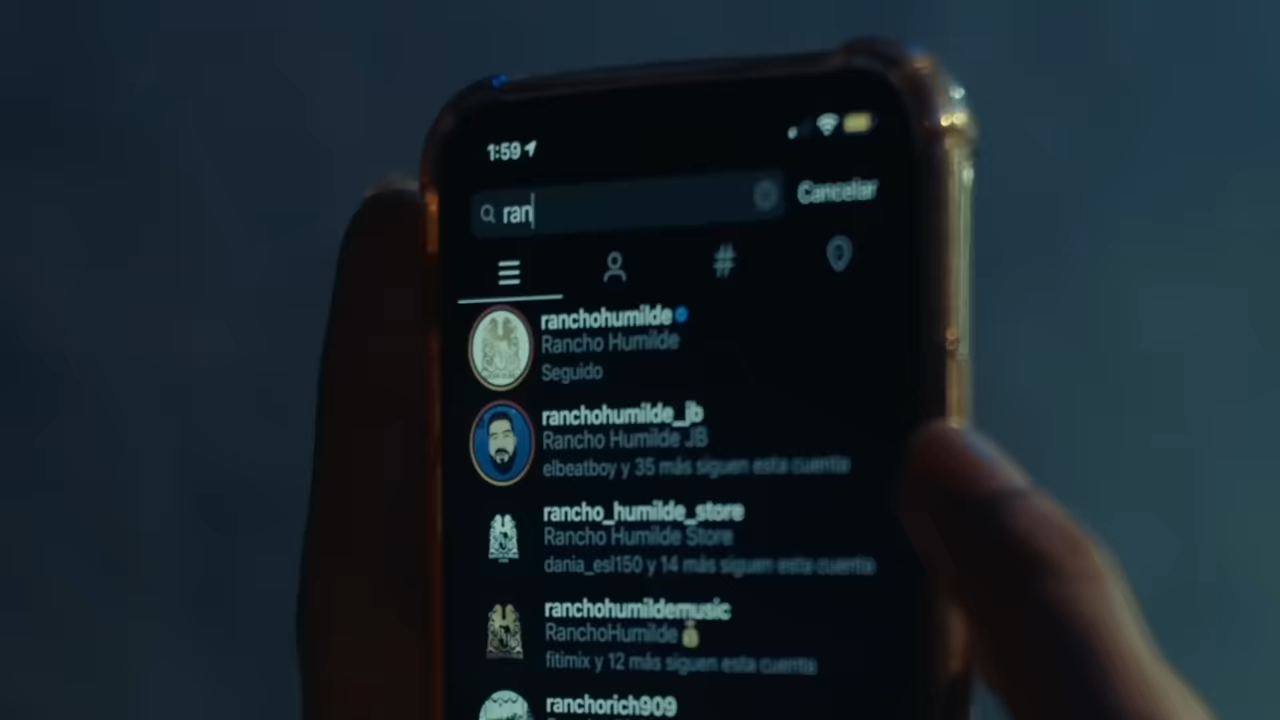 1:59
ran
Cancelar
#
ranchohumilde
Rancho Humilde
Seguido
ranchohumilde_jb
Rancho Humilde JB
elbeatboy y 35 más siguen esta cuenta
rancho_humilde_store
Rancho Humilde Store
dania_esl150 y 14 más siguen esta cuenta
ranchohumildemusic
RanchoHumilde
fitimix y 12 más siguen esta cuenta
ranchorich909